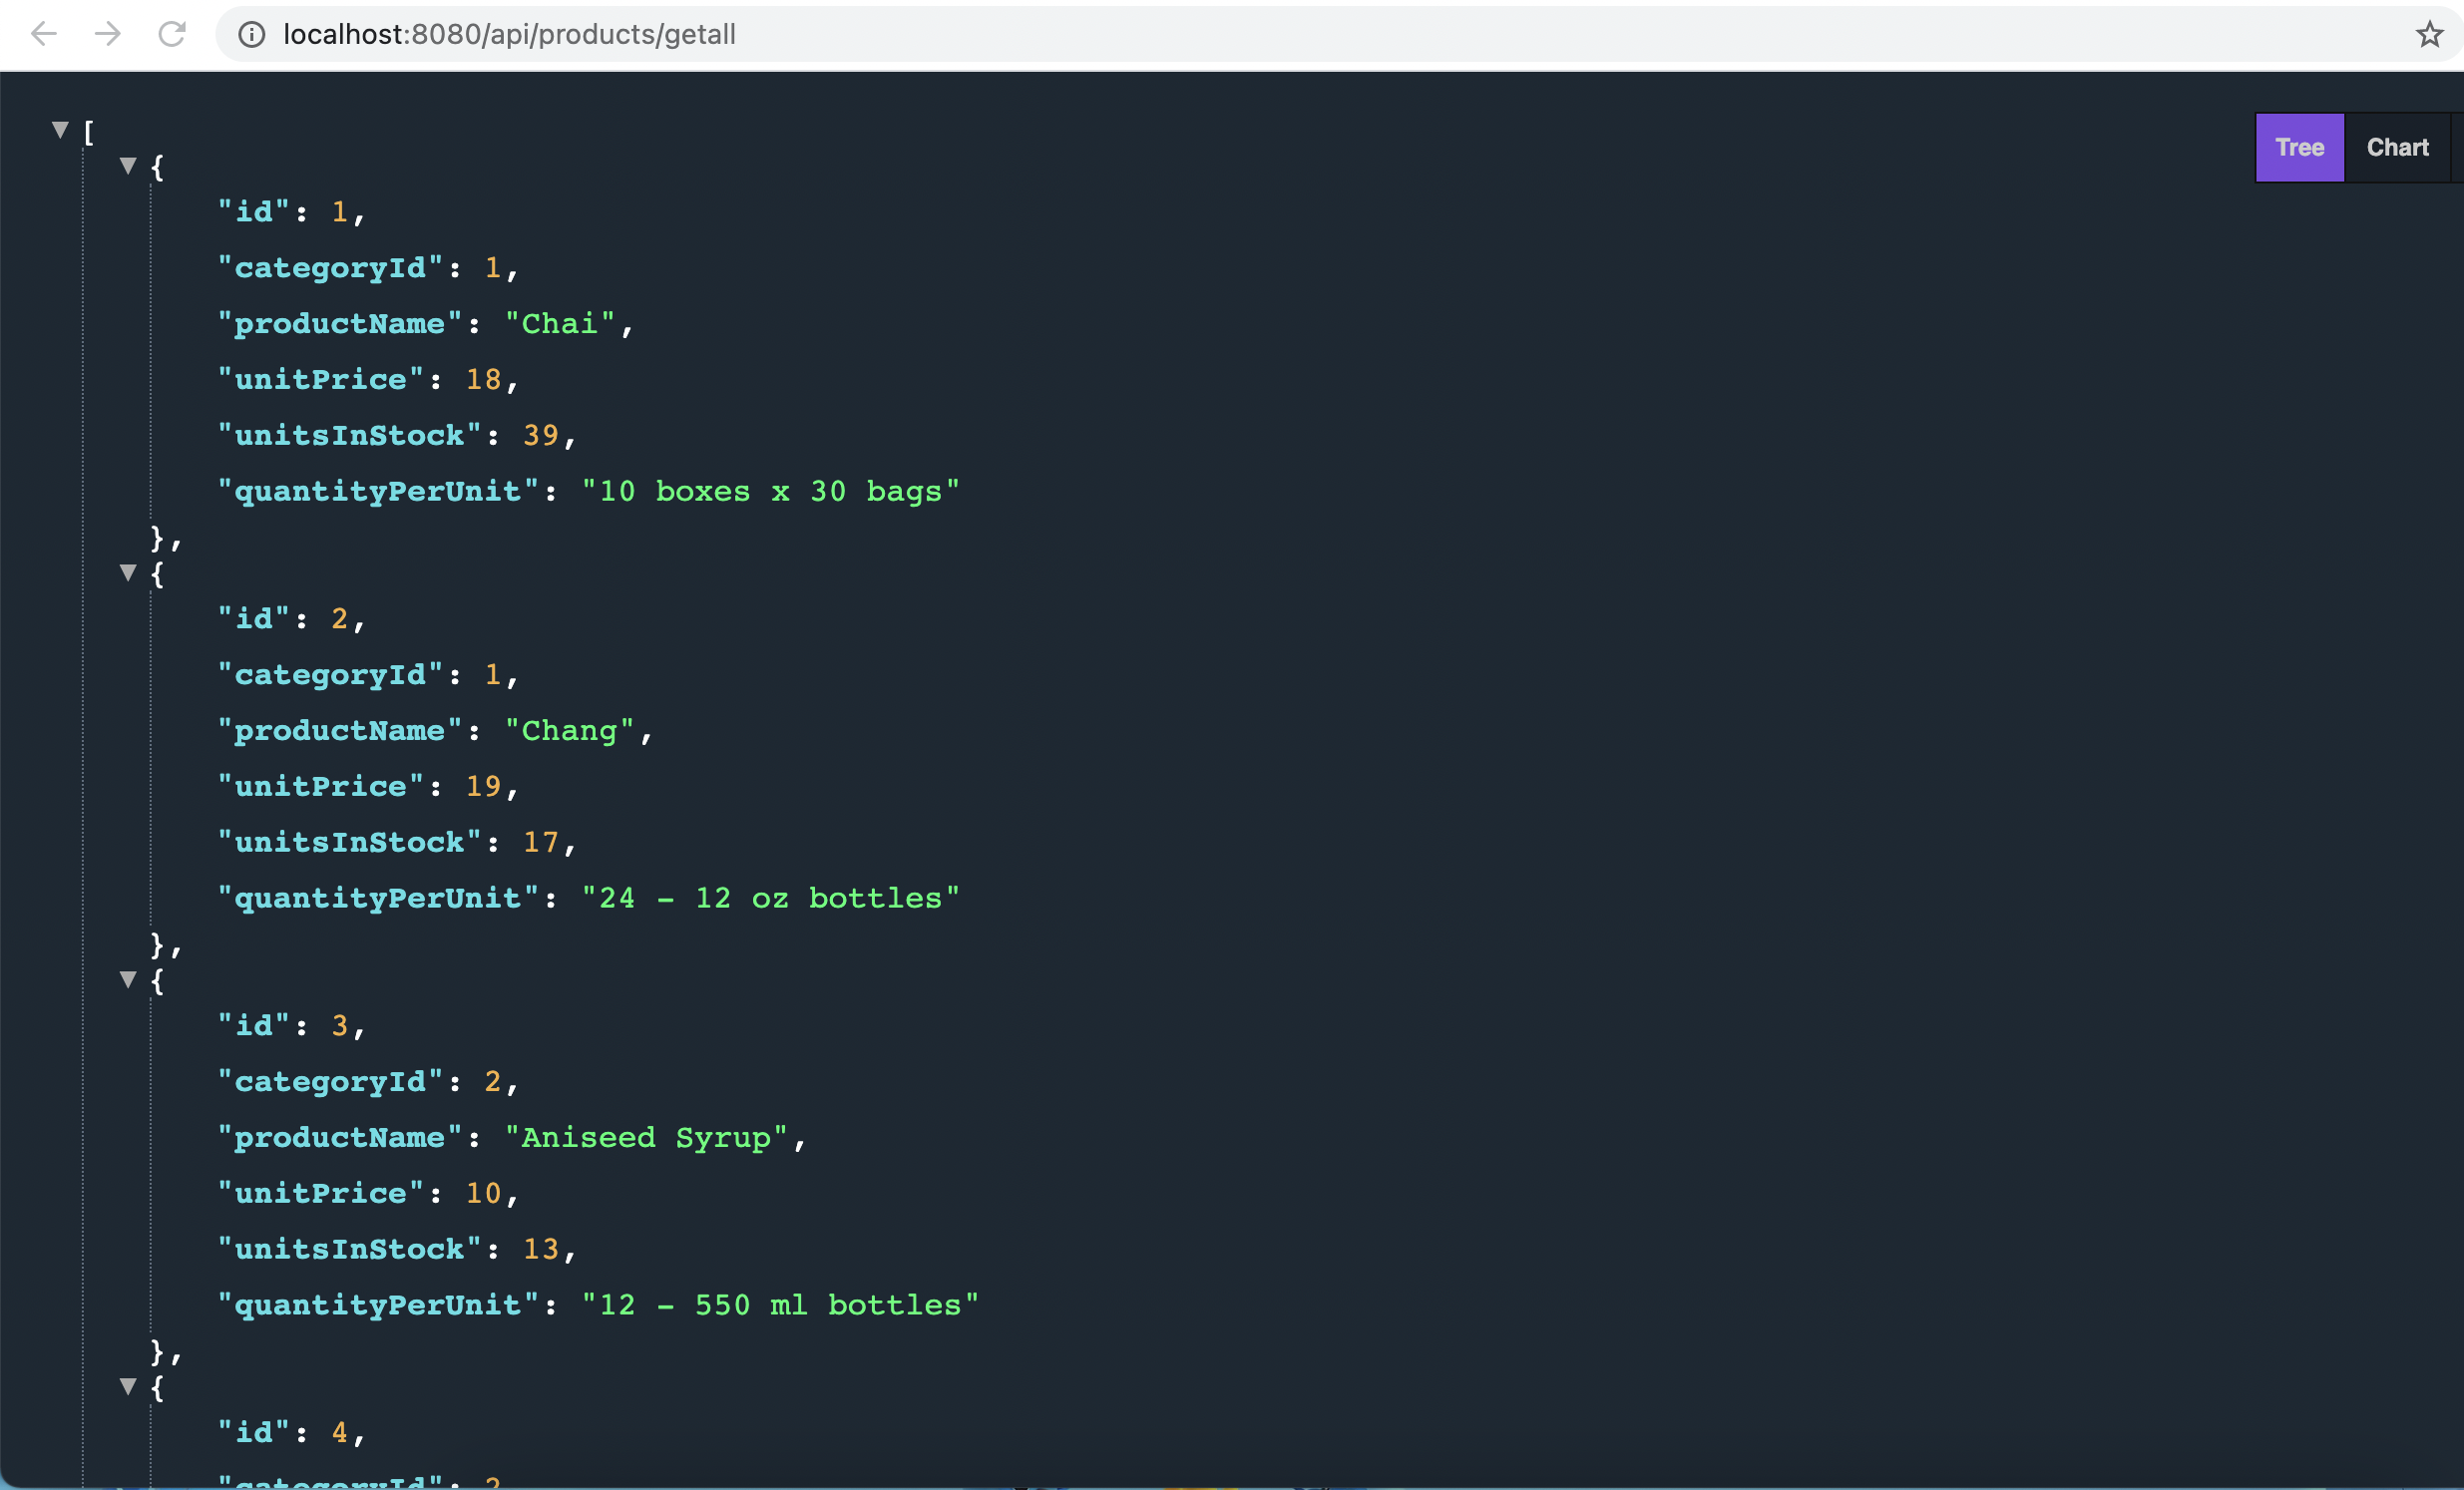 localhost:8080/api/products/getall
Tree Chart
[
{
"id": 1,
"categoryId": 1,
"productName": "Chai",
"unitPrice": 18,
"unitsInStock": 39,
"quantityPerUnit": "10 boxes x 30 bags"
},
{
"id": 2,
"categoryId": 1,
"productName": "Chang",
"unitPrice": 19,
"unitsInStock": 17,
"quantityPerUnit": "24 - 12 oz bottles"
},
{
"id": 3,
"categoryId": 2,
"productName": "Aniseed Syrup",
"unitPrice": 10,
"unitsInStock": 13,
"quantityPerUnit": "12 - 550 ml bottles"
},
{
"id": 4,
"categoryId": 2